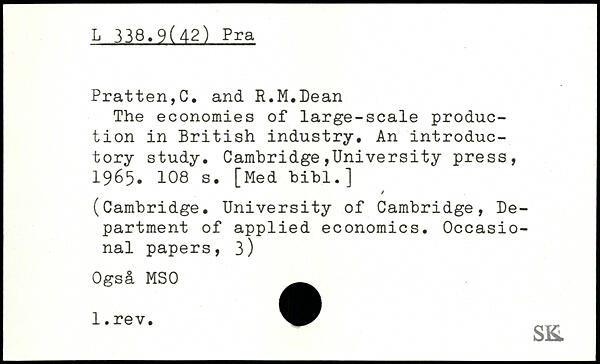 L 338.9(42) Pra
Pratten,C. and R.M.Dean
The economies of large-scale produc-
tion in British industry. An introduc-
tory study. Cambridge,University press,
1965. 108 s. [Med bibl.]
(Cambridge. University of Cambridge, De-
partment of applied economics. Occasio-
nal papers, 3)
Også MSO
1.rev.